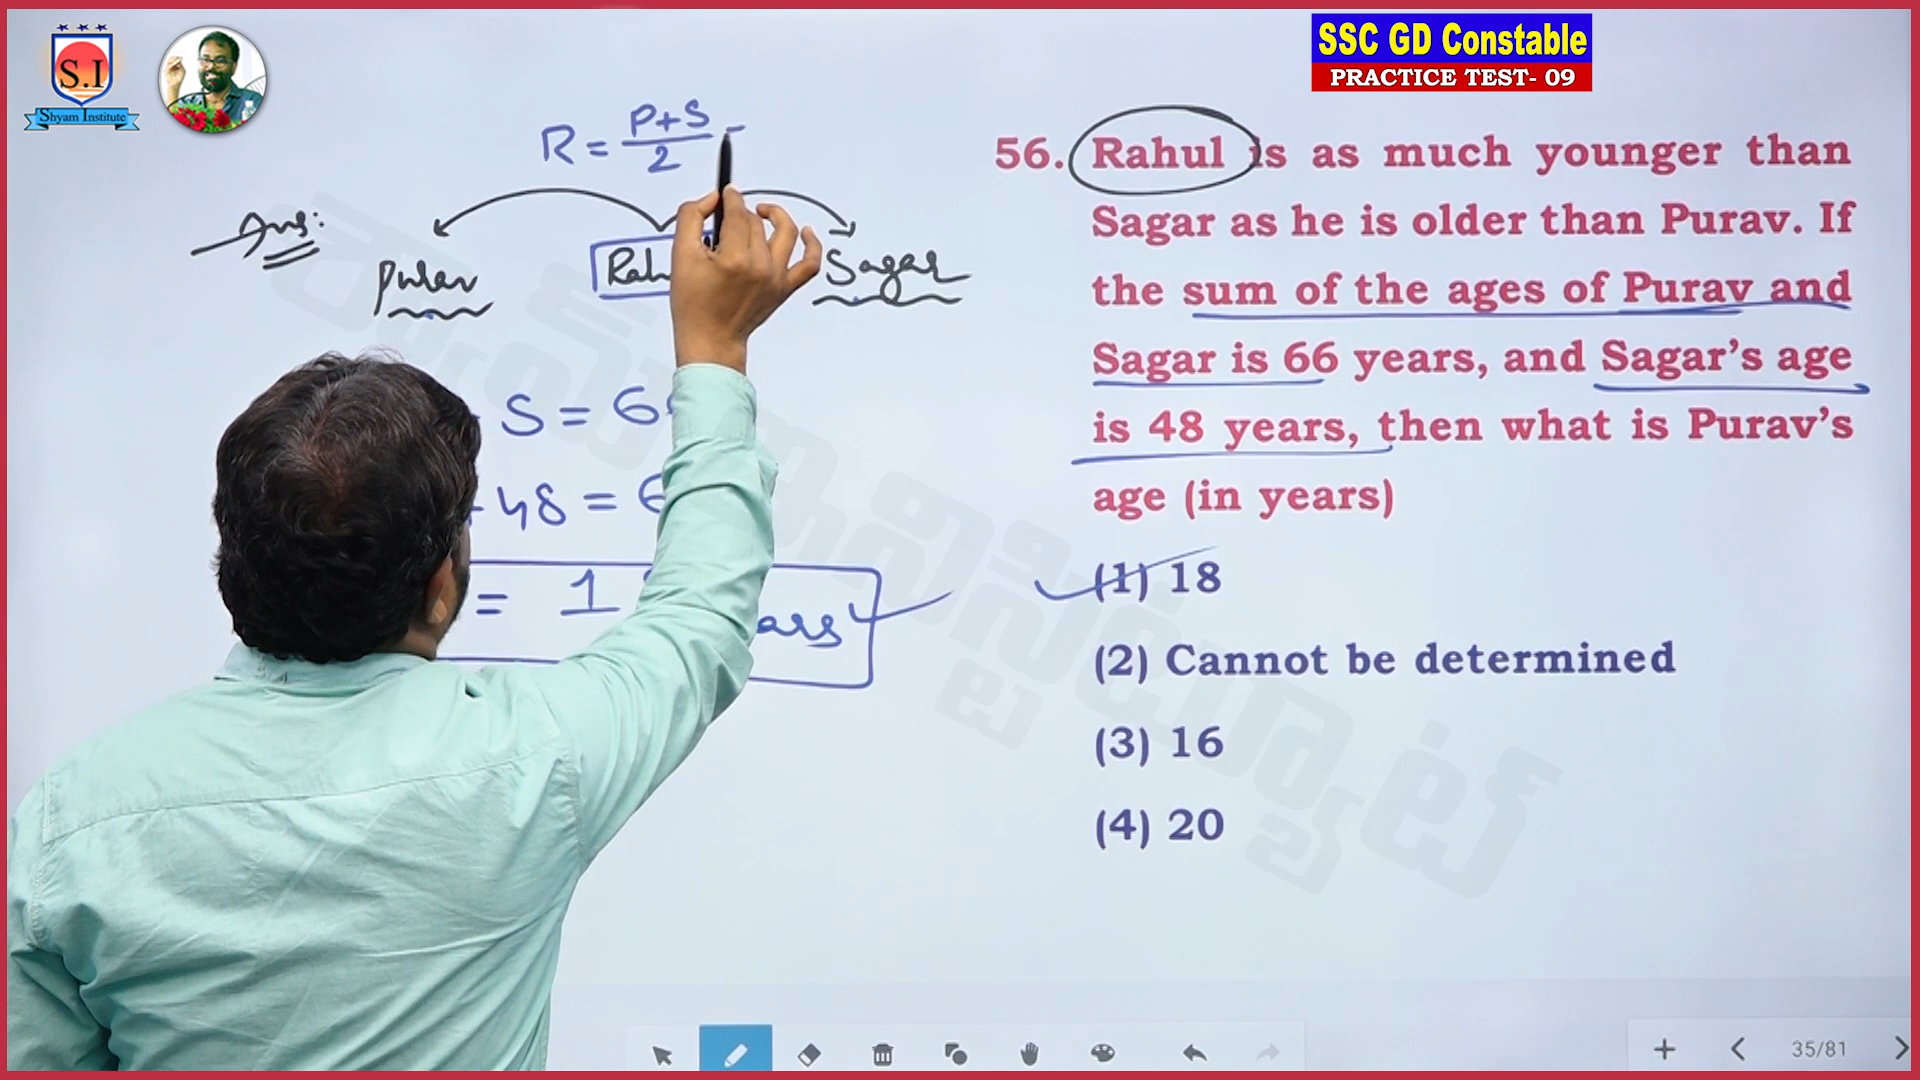 SSC GD Constable
PRACTICE TEST- 09
S.I
Shyam Institute
R = P+S/2 =
Ans:
Purav
Rah
Sagar
S = 6
+ 48 = 6
= 1
ars
56. Rahul is as much younger than
Sagar as he is older than Purav. If
the sum of the ages of Purav and
Sagar is 66 years, and Sagar’s age
is 48 years, then what is Purav’s
age (in years)
(1) 18
(2) Cannot be determined
(3) 16
(4) 20
35/81